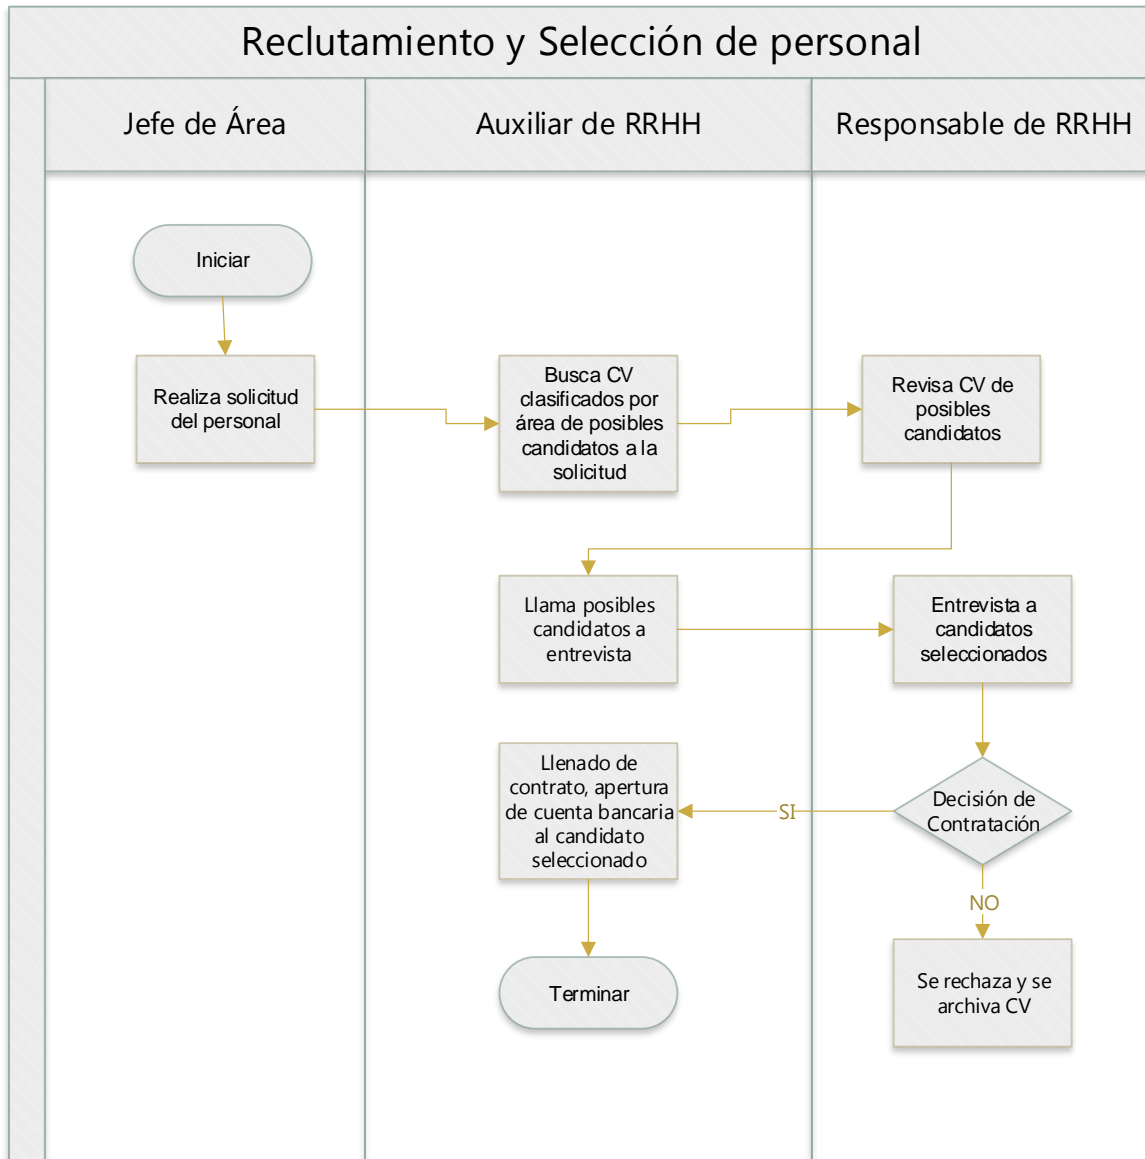 Reclutamiento y Selección de personal
Jefe de Área
Auxiliar de RRHH
Responsable de RRHH
Iniciar
Realiza solicitud
del personal
Busca CV
clasificados por
área de posibles
candidatos a la
solicitud
Revisa CV de
posibles
candidatos
Llama posibles
candidatos a
entrevista
Entrevista a
candidatos
seleccionados
Llenado de
contrato, apertura
de cuenta bancaria
al candidato
seleccionado
SI
Decisión de
Contratación
NO
Terminar
Se rechaza y se
archiva CV